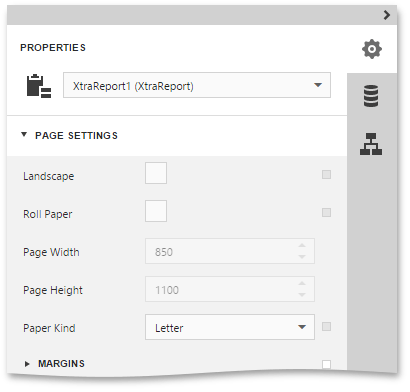 PROPERTIES
XtraReport1 (XtraReport)
PAGE SETTINGS
Landscape
Roll Paper
Page Width 850
Page Height 1100
Paper Kind Letter
MARGINS